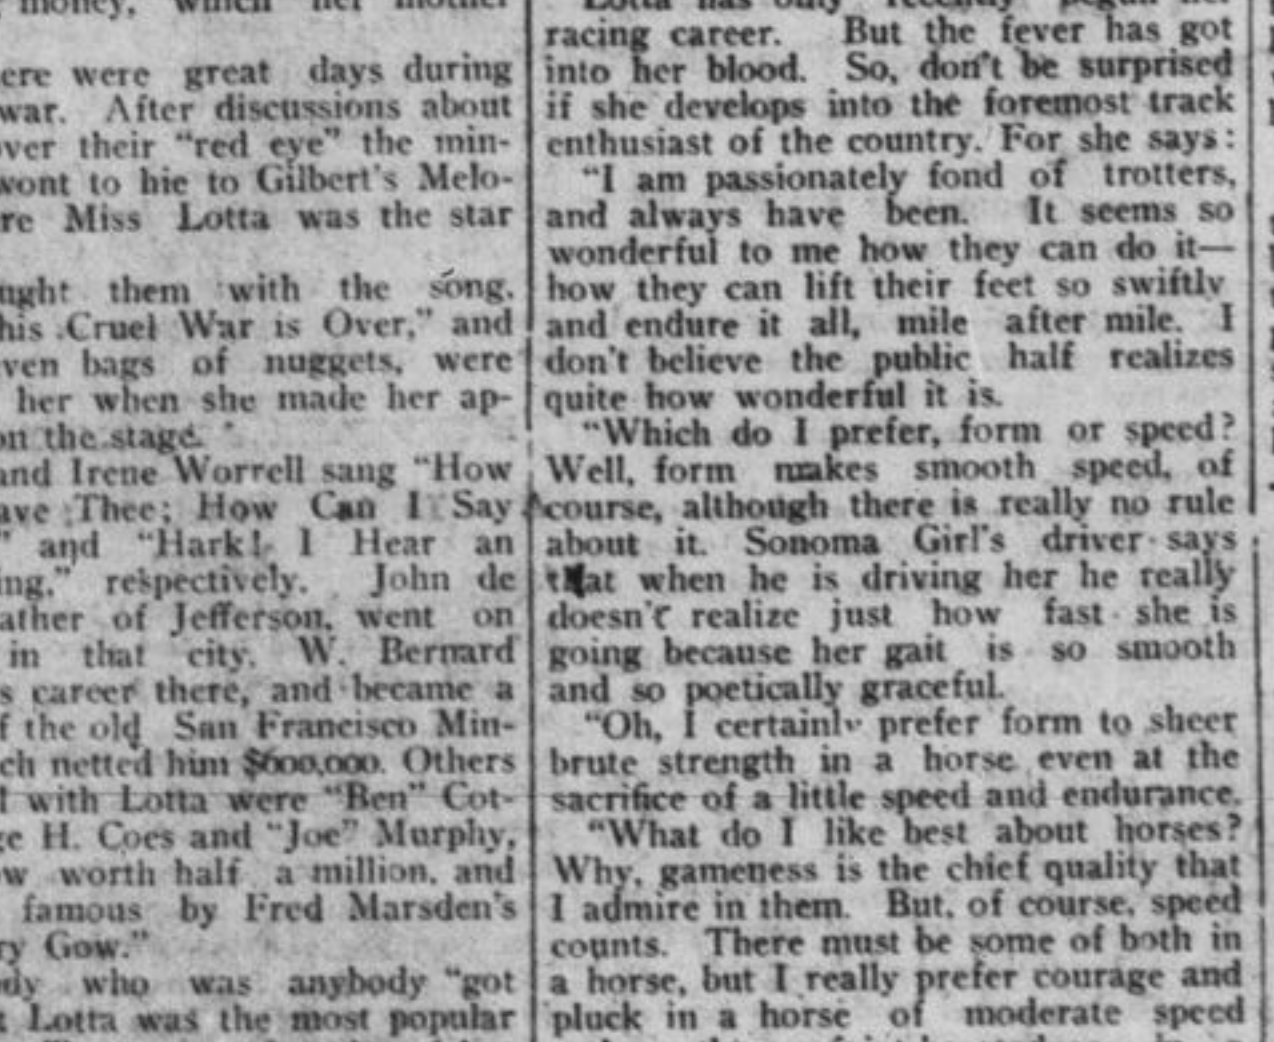 money, which her mother
ere were great days during
war. After discussions about
ver their "red eye" the min-
wont to hie to Gilbert's Melo-
re Miss Lotta was the star
ught them with the song,
his Cruel War is Over," and
ven bags of nuggets, were
her when she made her ap-
on the stage.
and Irene Worrell sang "How
ave Thee; How Can I Say
" and "Hark! I Hear an
ing," respectively. John de
ather of Jefferson, went on
in that city. W. Bernard
s career there, and became a
f the old San Francisco Min-
ch netted him $600,000. Others
l with Lotta were "Ben" Cot-
ge H. Coes and "Joe" Murphy,
ow worth half a million, and
famous by Fred Marsden's
ry Gow."
dy who was anybody "got
t Lotta was the most popular
Lotta has only recently begun her
racing career. But the fever has got
into her blood. So, don't be surprised
if she develops into the foremost track
enthusiast of the country. For she says:
"I am passionately fond of trotters,
and always have been. It seems so
wonderful to me how they can do it—
how they can lift their feet so swiftly
and endure it all, mile after mile. I
don't believe the public half realizes
quite how wonderful it is.
"Which do I prefer, form or speed?
Well, form makes smooth speed, of
course, although there is really no rule
about it. Sonoma Girl's driver says
that when he is driving her he really
doesn't realize just how fast she is
going because her gait is so smooth
and so poetically graceful.
"Oh, I certainly prefer form to sheer
brute strength in a horse even at the
sacrifice of a little speed and endurance.
"What do I like best about horses?
Why, gameness is the chief quality that
I admire in them. But, of course, speed
counts. There must be some of both in
a horse, but I really prefer courage and
pluck in a horse of moderate speed